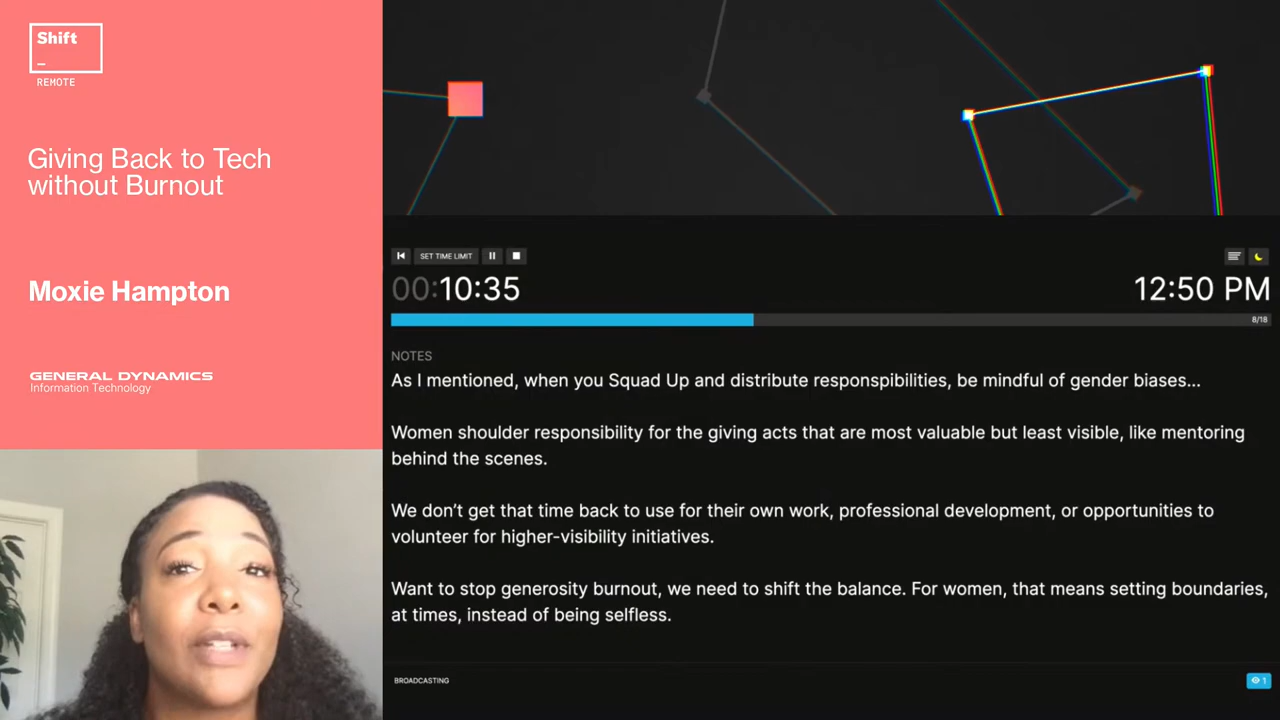 Shift
_
REMOTE
Giving Back to Tech
without Burnout
Moxie Hampton
GENERAL DYNAMICS
Information Technology
SET TIME LIMIT
00:10:35
12:50 PM
8/18
NOTES
As I mentioned, when you Squad Up and distribute responspibilities, be mindful of gender biases...
Women shoulder responsibility for the giving acts that are most valuable but least visible, like mentoring
behind the scenes.
We don't get that time back to use for their own work, professional development, or opportunities to
volunteer for higher-visibility initiatives.
Want to stop generosity burnout, we need to shift the balance. For women, that means setting boundaries,
at times, instead of being selfless.
BROADCASTING
1